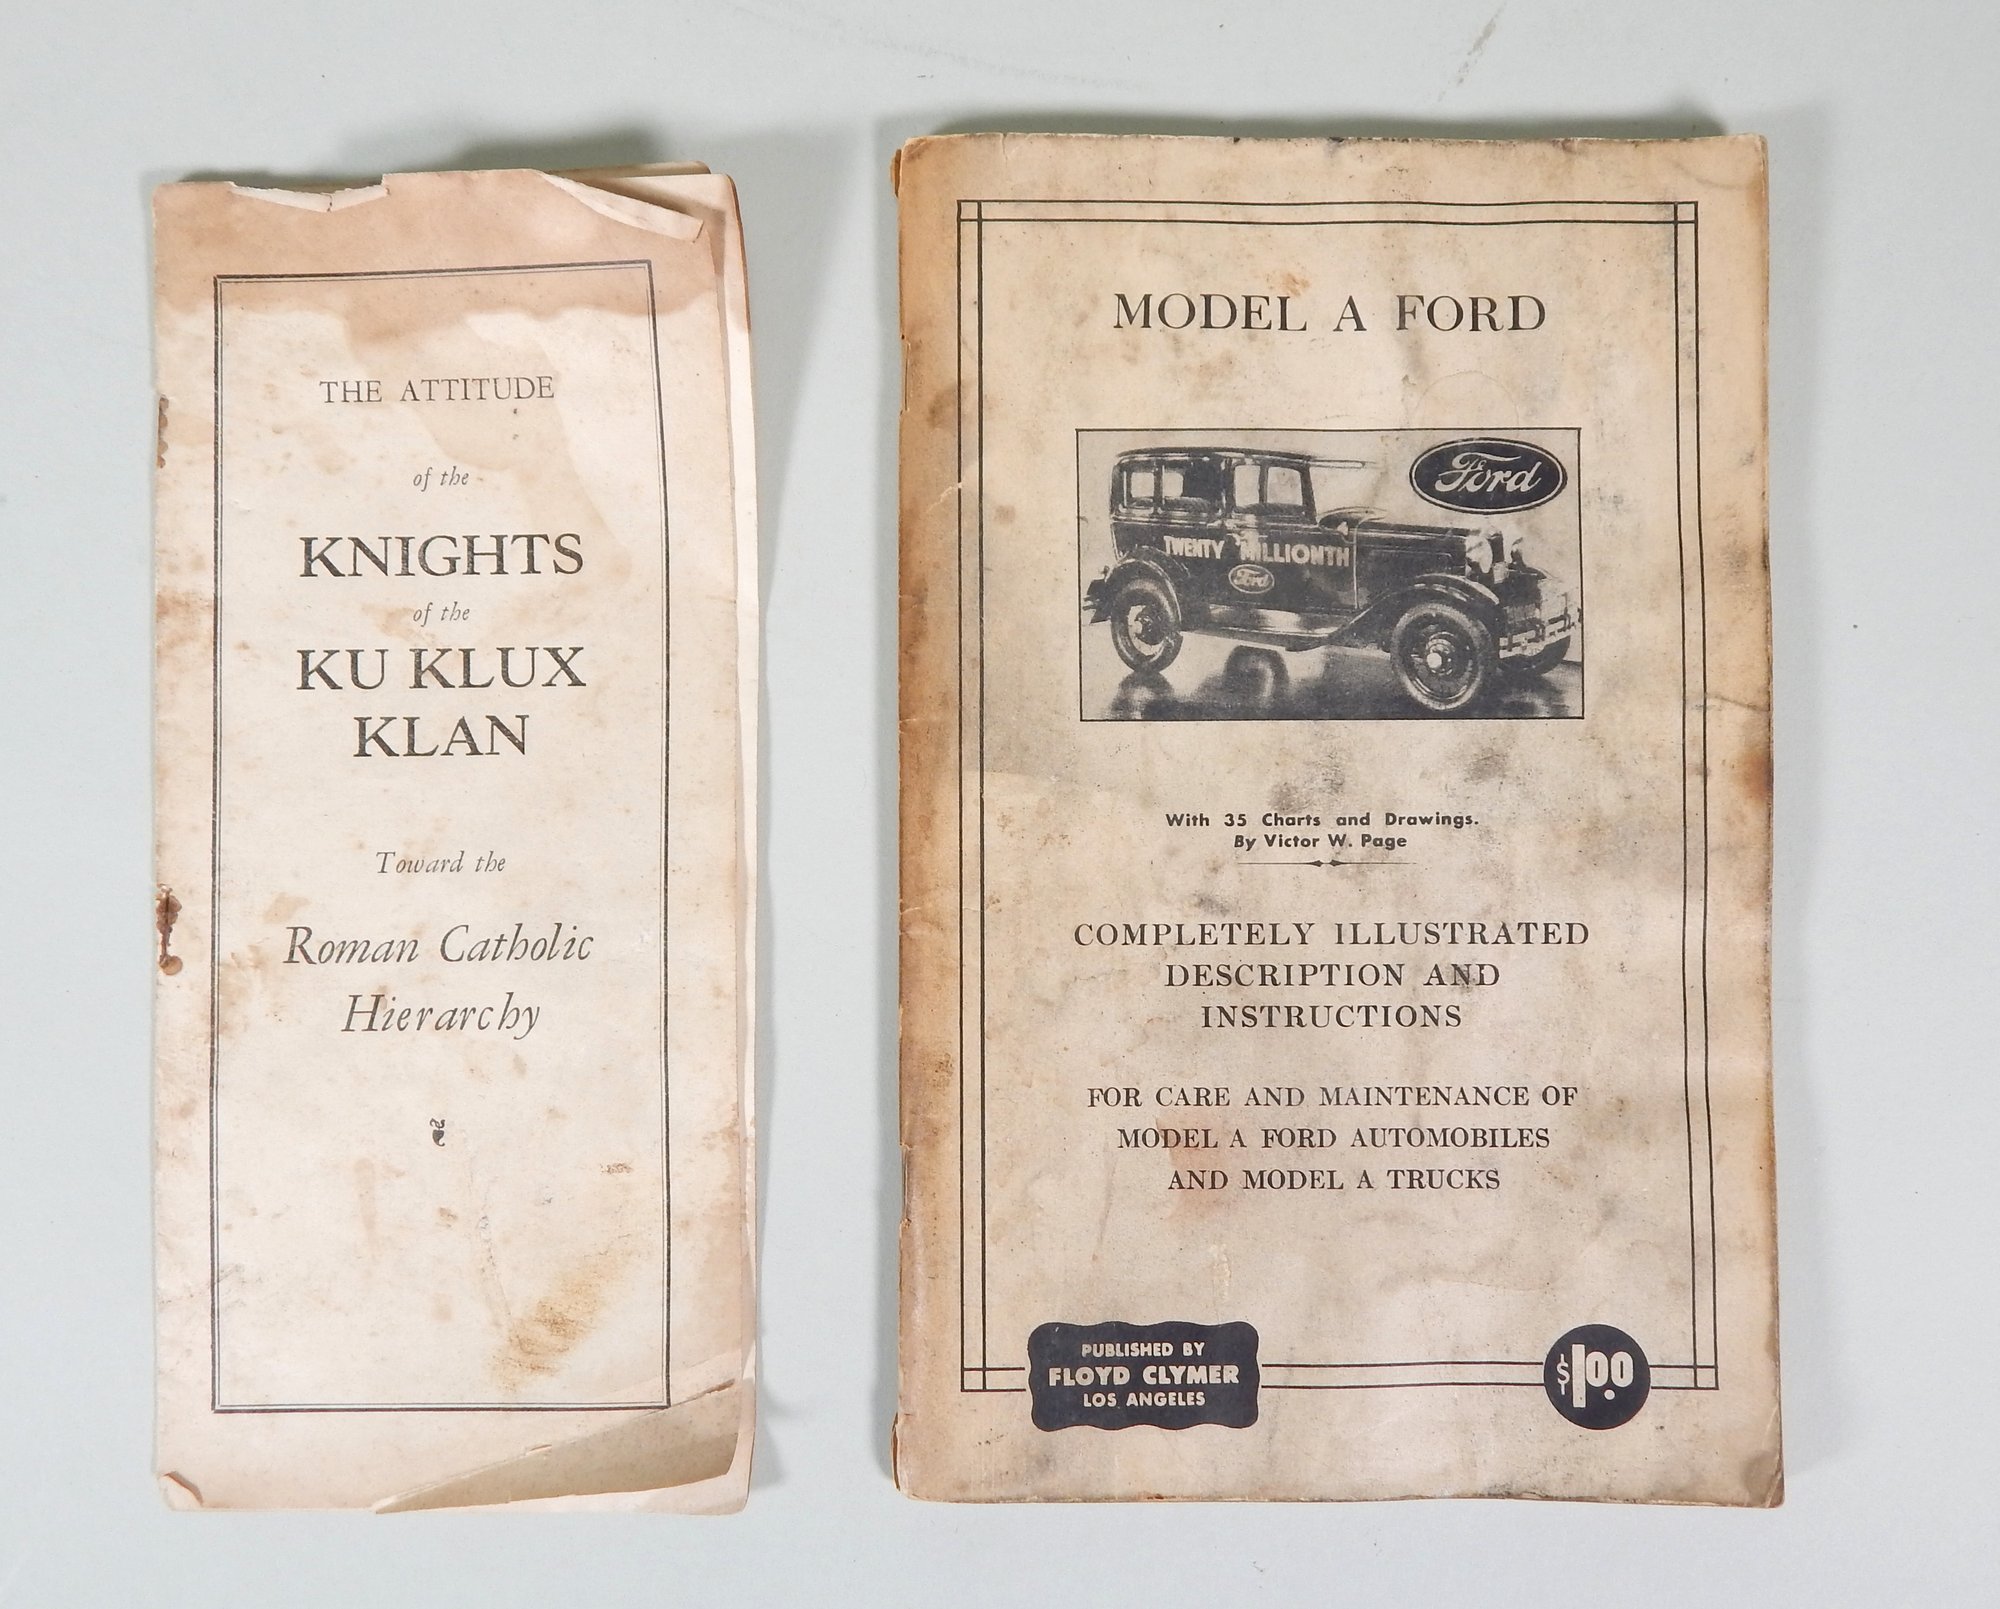 THE ATTITUDE
of the
KNIGHTS
of the
KU KLUX
KLAN
Toward the
Roman Catholic
Hierarchy
MODEL A FORD
Ford
TWENTY MILLIONTH
Ford
With 35 Charts and Drawings.
By Victor W. Page
COMPLETELY ILLUSTRATED
DESCRIPTION AND
INSTRUCTIONS
FOR CARE AND MAINTENANCE OF
MODEL A FORD AUTOMOBILES
AND MODEL A TRUCKS
PUBLISHED BY
FLOYD CLYMER
LOS ANGELES
$1.00